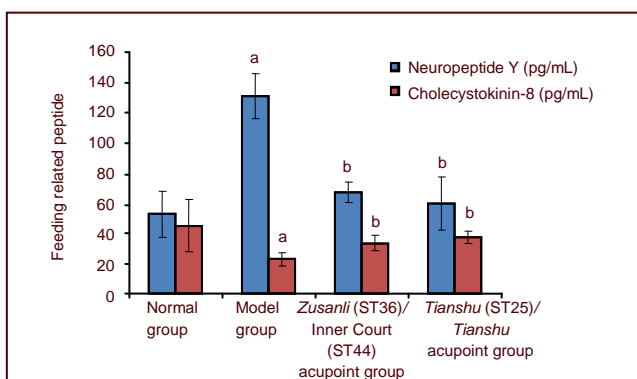 160
140
120
100
80
60
40
20
0
Feeding related peptide
Neuropeptide Y (pg/mL)
Cholecystokinin-8 (pg/mL)
a
a
b
b
b
b
Normal
group
Model
group
Zusanli (ST36)/
Inner Court
(ST44)
acupoint group
Tianshu (ST25)/
Tianshu
acupoint group